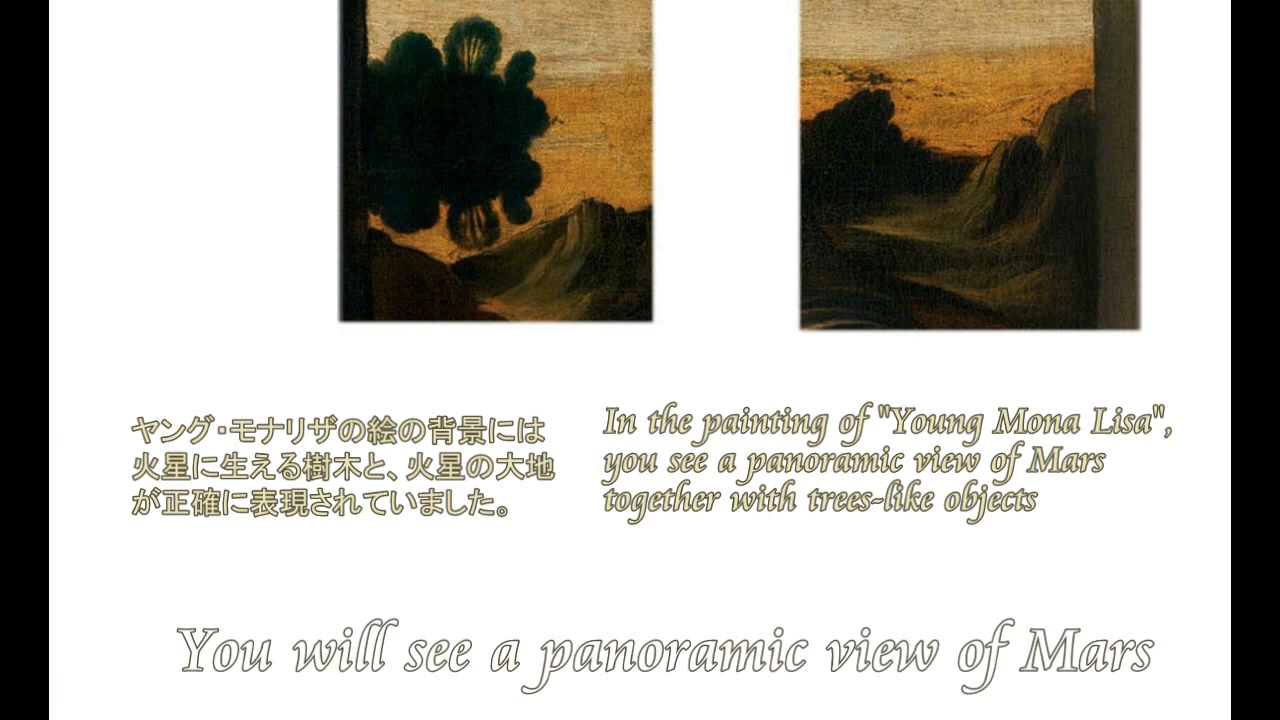 ヤング・モナリザの絵の背景には
火星に生える樹木と、火星の大地
が正確に表現されていました。
In the painting of "Young Mona Lisa",
you see a panoramic view of Mars
together with trees-like objects
You will see a panoramic view of Mars